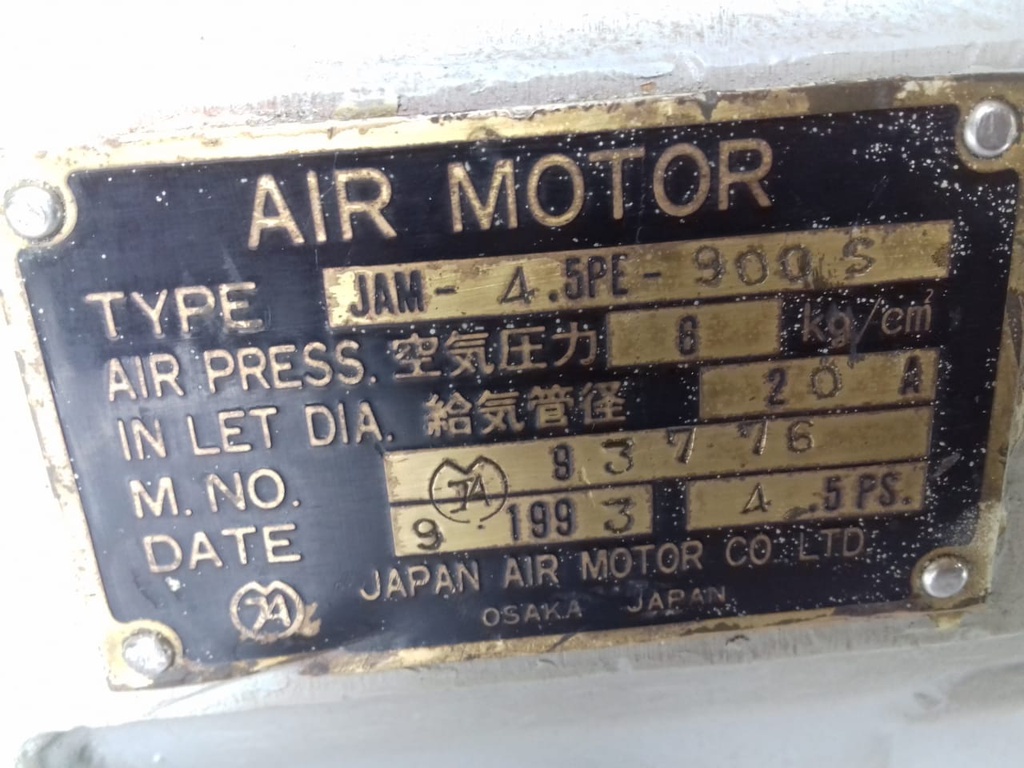 AIR MOTOR
TYPE JAM-4.5PE-900S
AIR PRESS. 空気圧力 8 kg/cm²
IN LET DIA. 給気管径 20 A
M. NO. JMA 93776
DATE 9.1993 4.5PS.
JMA JAPAN AIR MOTOR CO. LTD
OSAKA JAPAN